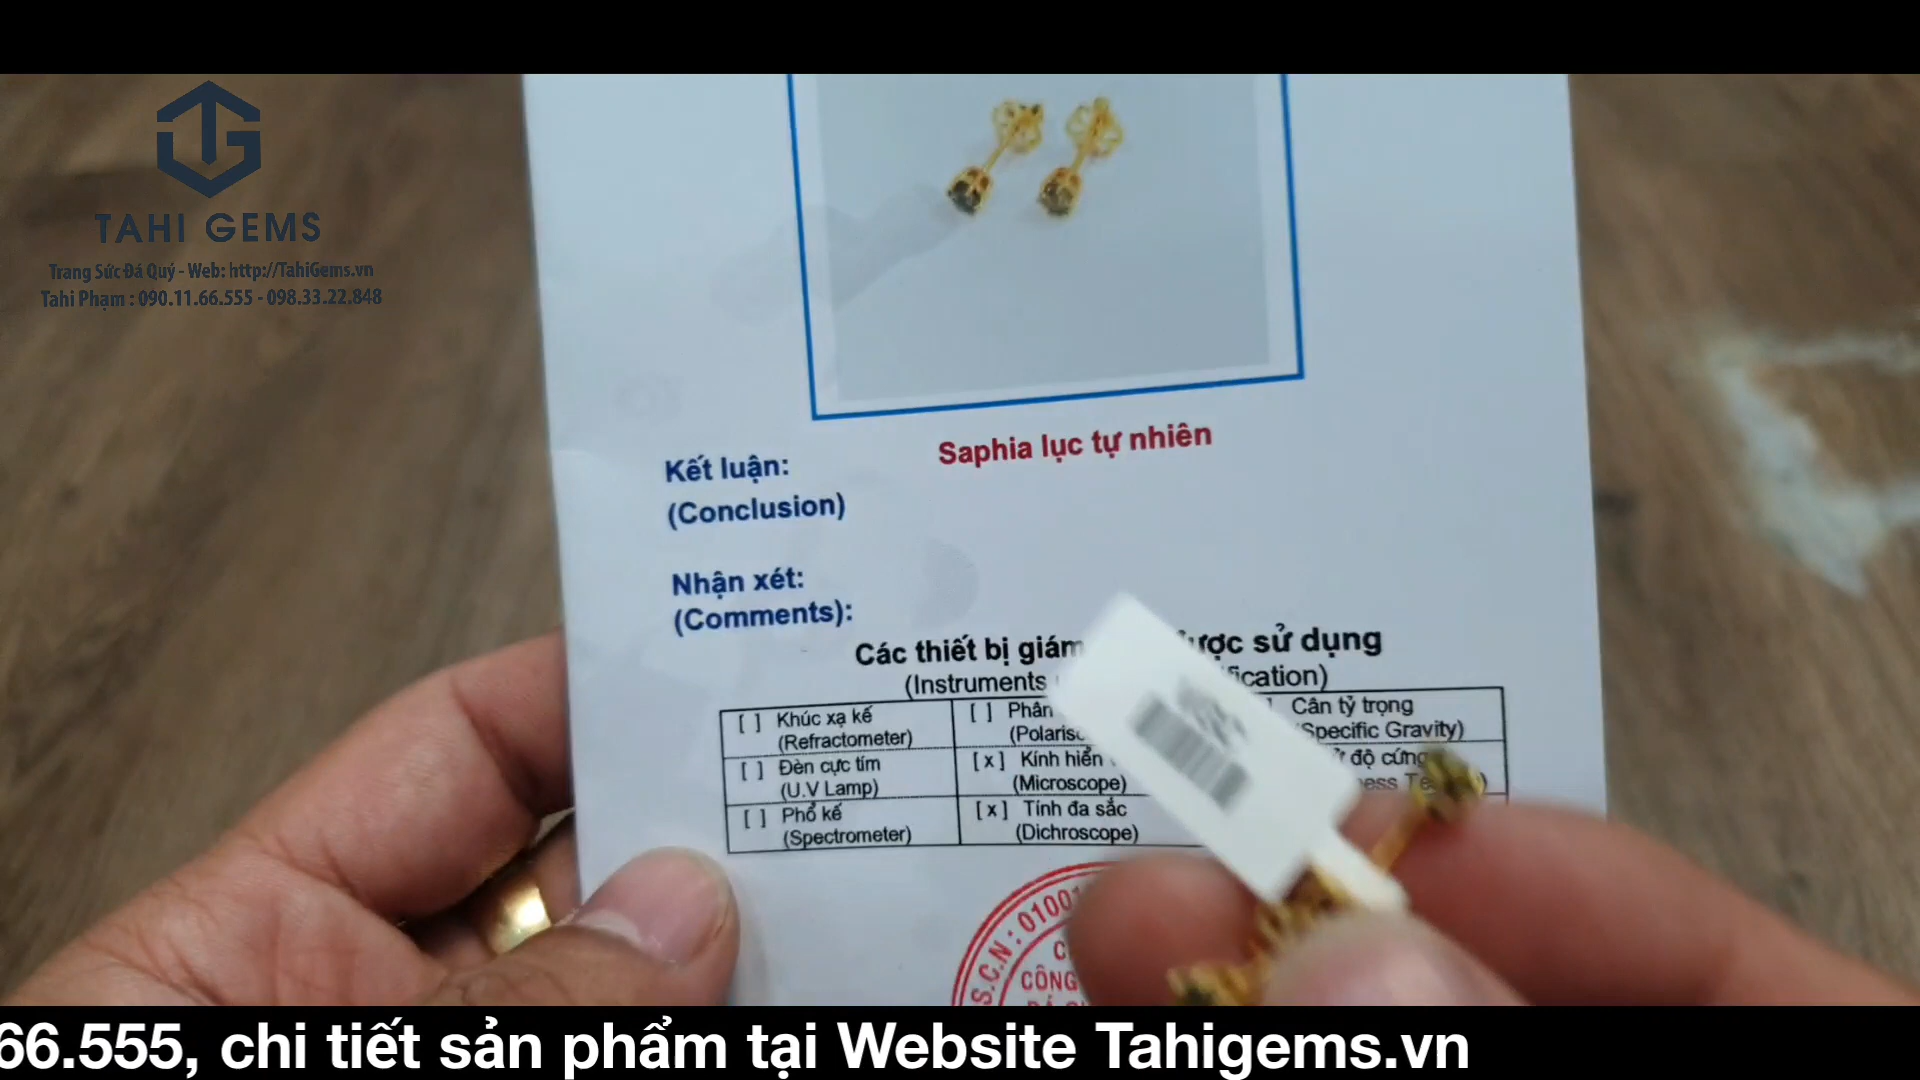 TAHI GEMS
Trang Sức Đá Quý - Web: http://TahiGems.vn
Tahi Phạm : 090.11.66.555 - 098.33.22.848
Saphia lục tự nhiên
Kết luận:
(Conclusion)
Nhận xét:
(Comments):
Các thiết bị giám được sử dụng
(Instruments
[ ] Khúc xạ kế
(Refractometer)
[ ] Phân
Cân tỷ trọng
(Specific Gravity)
[ ] Đèn cực tím
(U.V Lamp)
[x] Kính hiển
(Microscope)
độ cứng
[ ] Phổ kế
(Spectrometer)
[x] Tính đa sắc
(Dichroscope)
S.C.N: 0100
CÔNG
66.555, chi tiết sản phẩm tại Website Tahigems.vn